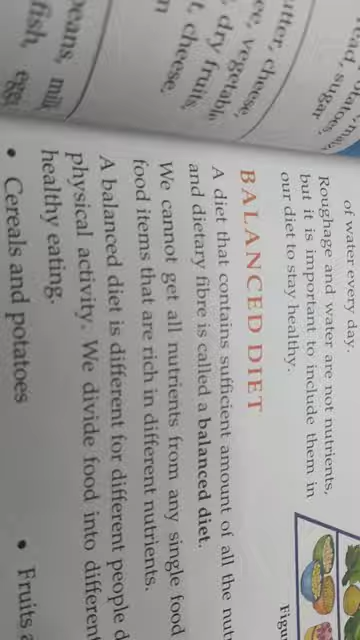 sugar
utter, cheese,
vegetabl
dry fruits,
t, cheese,
n
beans, milk
fish, egg
of water every day.
Roughage and water are not nutrients,
but it is important to include them in
our diet to stay healthy.
BALANCED DIET
A diet that contains sufficient amount of all the nut
and dietary fibre is called a balanced diet.
We cannot get all nutrients from any single food
food items that are rich in different nutrients.
A balanced diet is different for different people d
physical activity. We divide food into different
healthy eating.
• Cereals and potatoes
• Fruits a
Figu